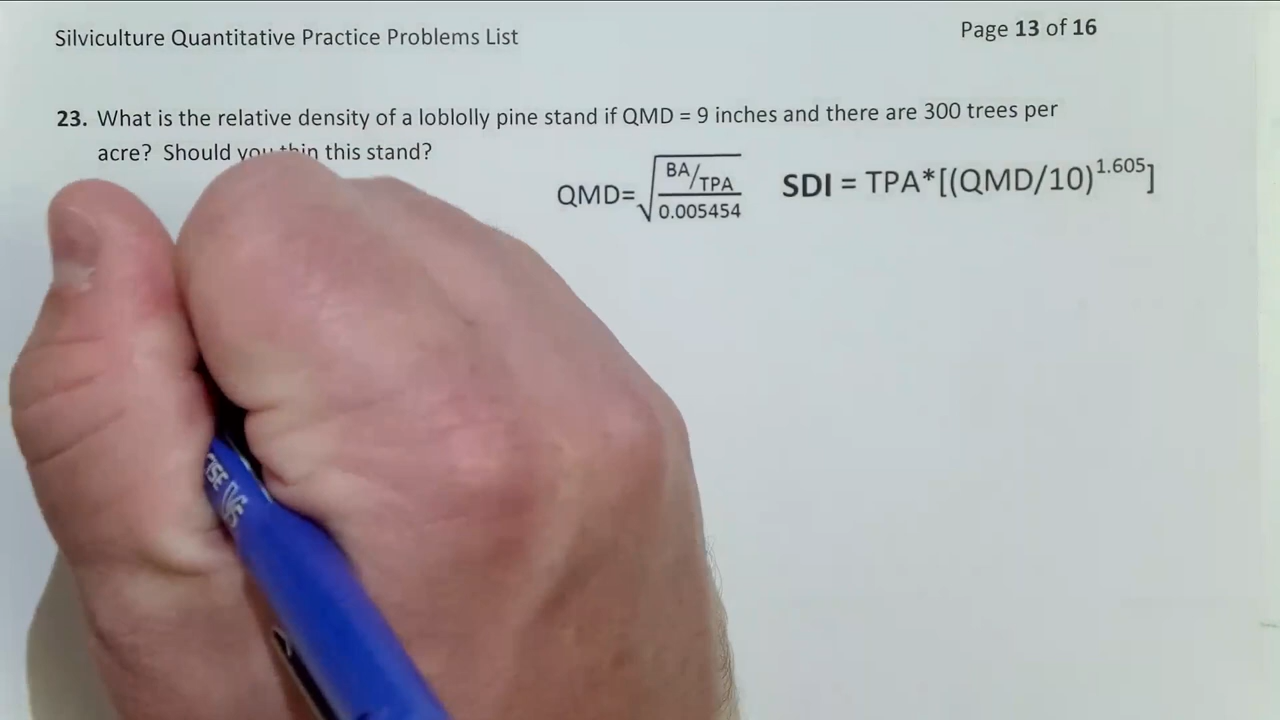 Silviculture Quantitative Practice Problems List
Page 13 of 16
23. What is the relative density of a loblolly pine stand if QMD = 9 inches and there are 300 trees per
acre? Should you thin this stand?
QMD=√((BA/TPA)/0.005454)
SDI = TPA*[(QMD/10)^1.605]